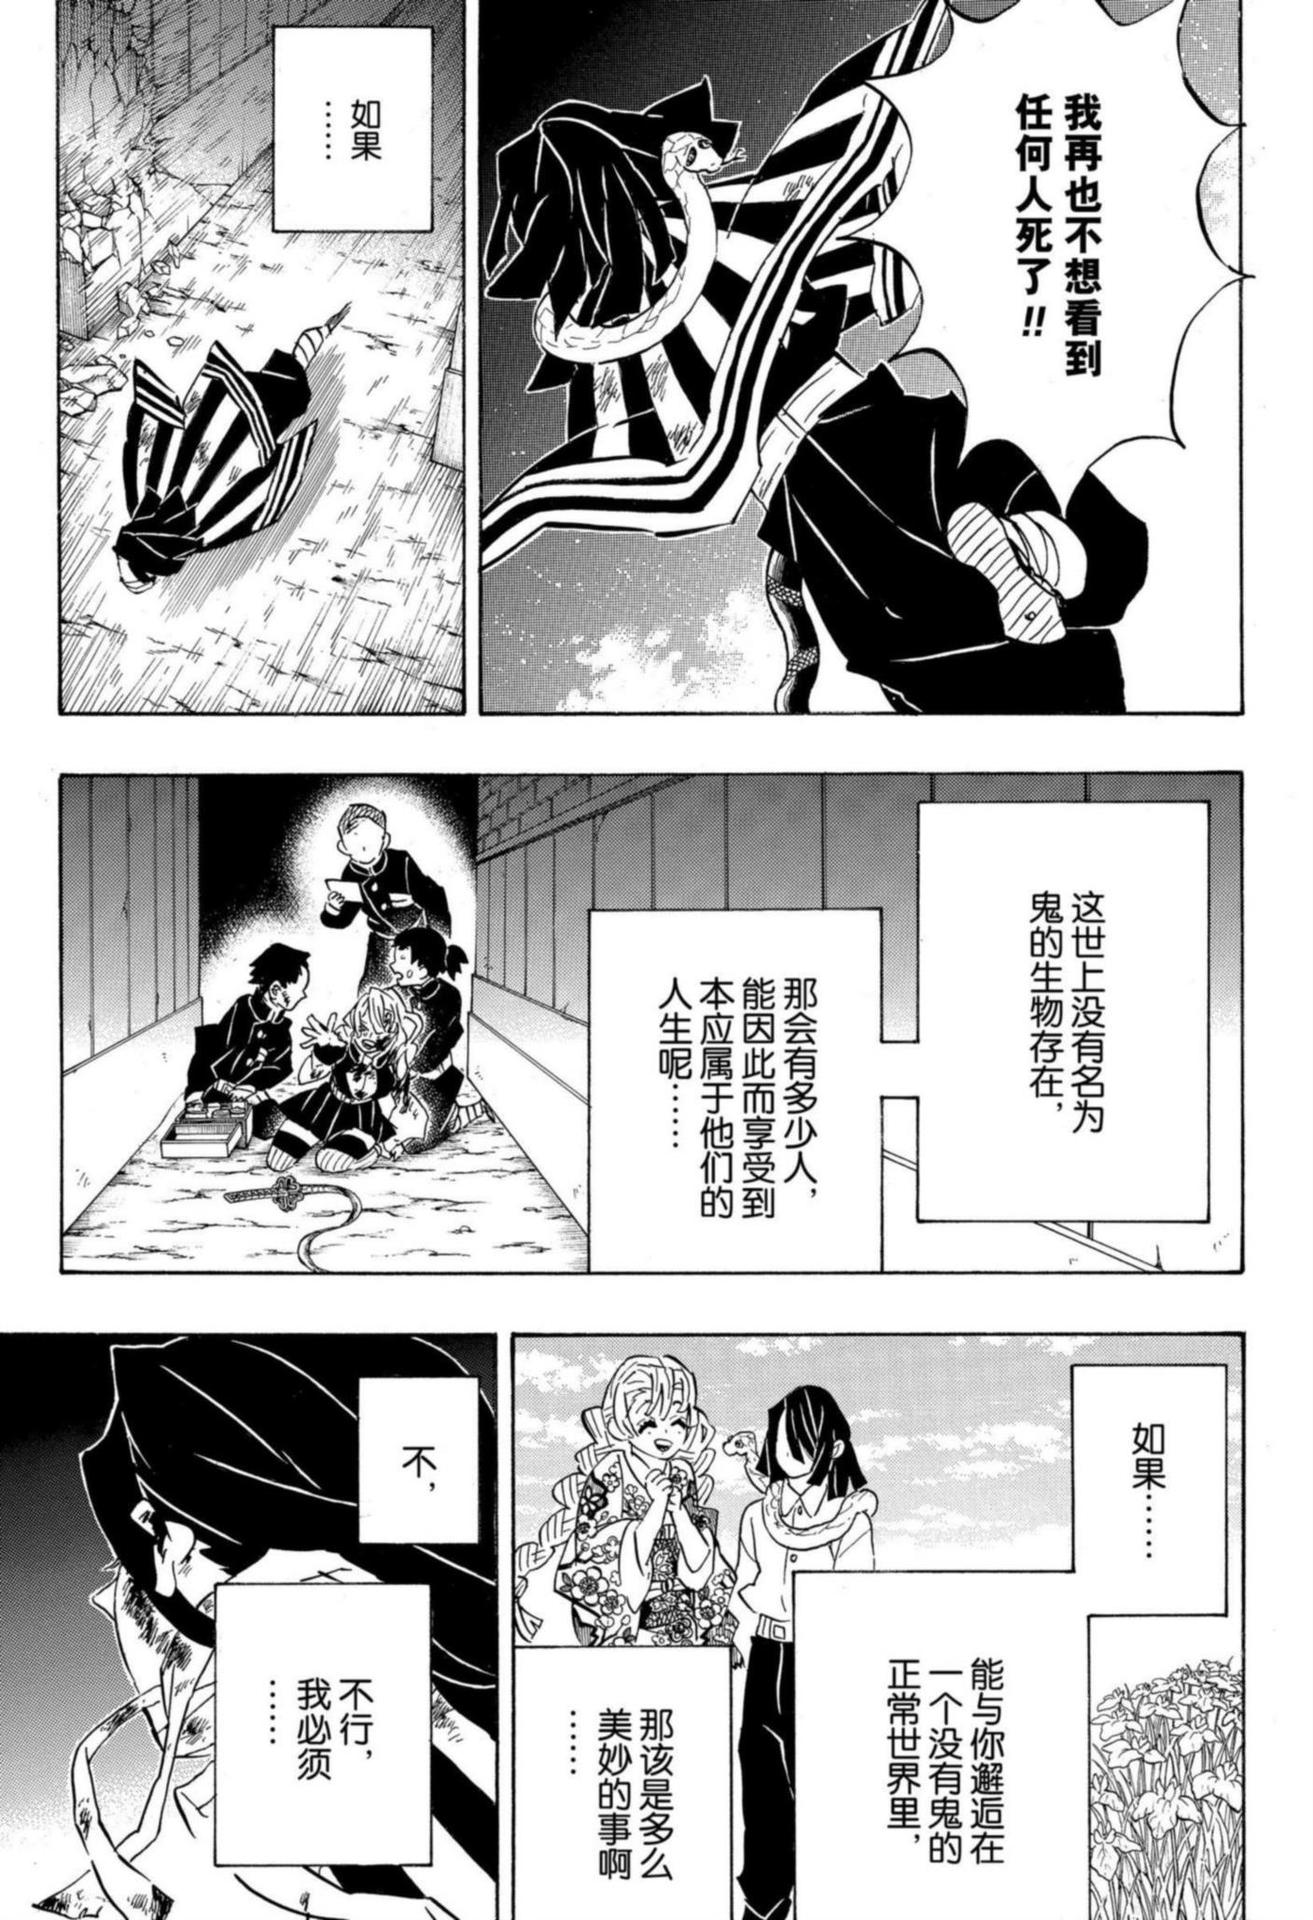 我再也不想看到
任何人死了!!
如果
……
这世上没有名为
鬼的生物存在，
那会有多少人，
能因此而享受到
本应属于他们的
人生呢……
如果……
能与你邂逅在
一个没有鬼的
正常世界里，
那该是多么
美妙的事啊
……
不，
不行，
我必须
……